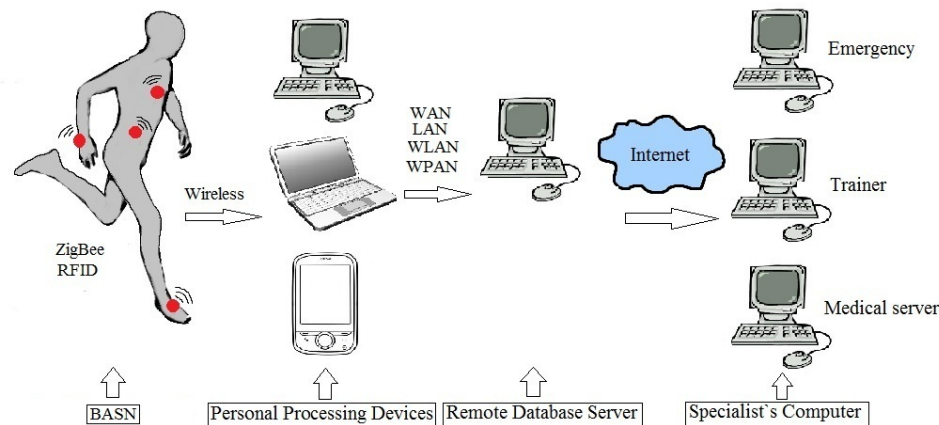 Emergency
WAN
LAN
WLAN
WPAN
Internet
Wireless
Trainer
ZigBee
RFID
Medical server
BASN
Personal Processing Devices
Remote Database Server
Specialist`s Computer